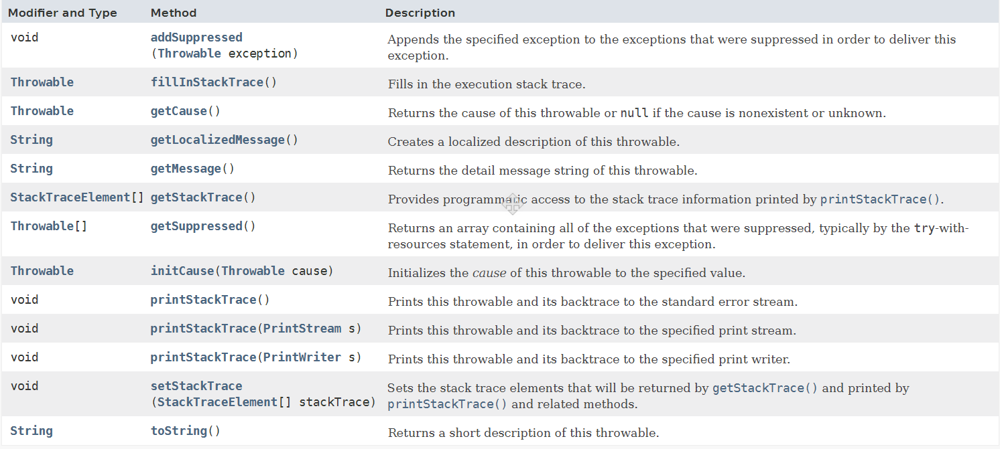 Modifier and Type Method Description
void addSuppressed Appends the specified exception to the exceptions that were suppressed in order to deliver this
(Throwable exception) exception.
Throwable fillInStackTrace() Fills in the execution stack trace.
Throwable getCause() Returns the cause of this throwable or null if the cause is nonexistent or unknown.
String getLocalizedMessage() Creates a localized description of this throwable.
String getMessage() Returns the detail message string of this throwable.
StackTraceElement[] getStackTrace() Provides programmatic access to the stack trace information printed by printStackTrace().
Throwable[] getSuppressed() Returns an array containing all of the exceptions that were suppressed, typically by the try-with-
resources statement, in order to deliver this exception.
Throwable initCause(Throwable cause) Initializes the cause of this throwable to the specified value.
void printStackTrace() Prints this throwable and its backtrace to the standard error stream.
void printStackTrace(PrintStream s) Prints this throwable and its backtrace to the specified print stream.
void printStackTrace(PrintWriter s) Prints this throwable and its backtrace to the specified print writer.
void setStackTrace Sets the stack trace elements that will be returned by getStackTrace() and printed by
(StackTraceElement[] stackTrace) printStackTrace() and related methods.
String toString() Returns a short description of this throwable.